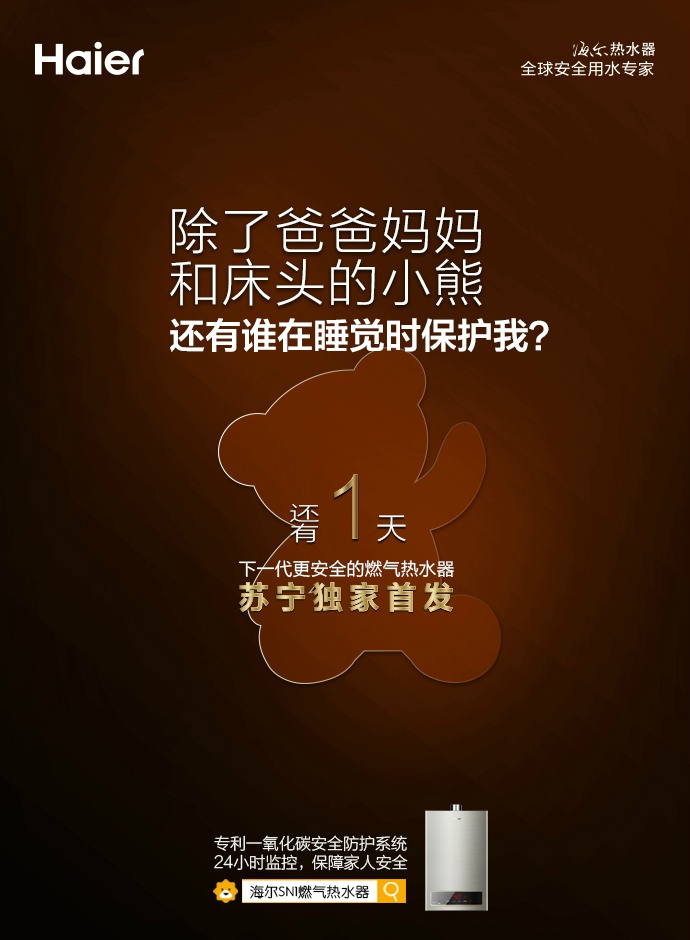 Haier
海尔热水器
全球安全用水专家
除了爸爸妈妈
和床头的小熊
还有谁在睡觉时保护我?
还有1天
下一代更安全的燃气热水器
苏宁独家首发
专利一氧化碳安全防护系统
24小时监控，保障家人安全
海尔SN1燃气热水器